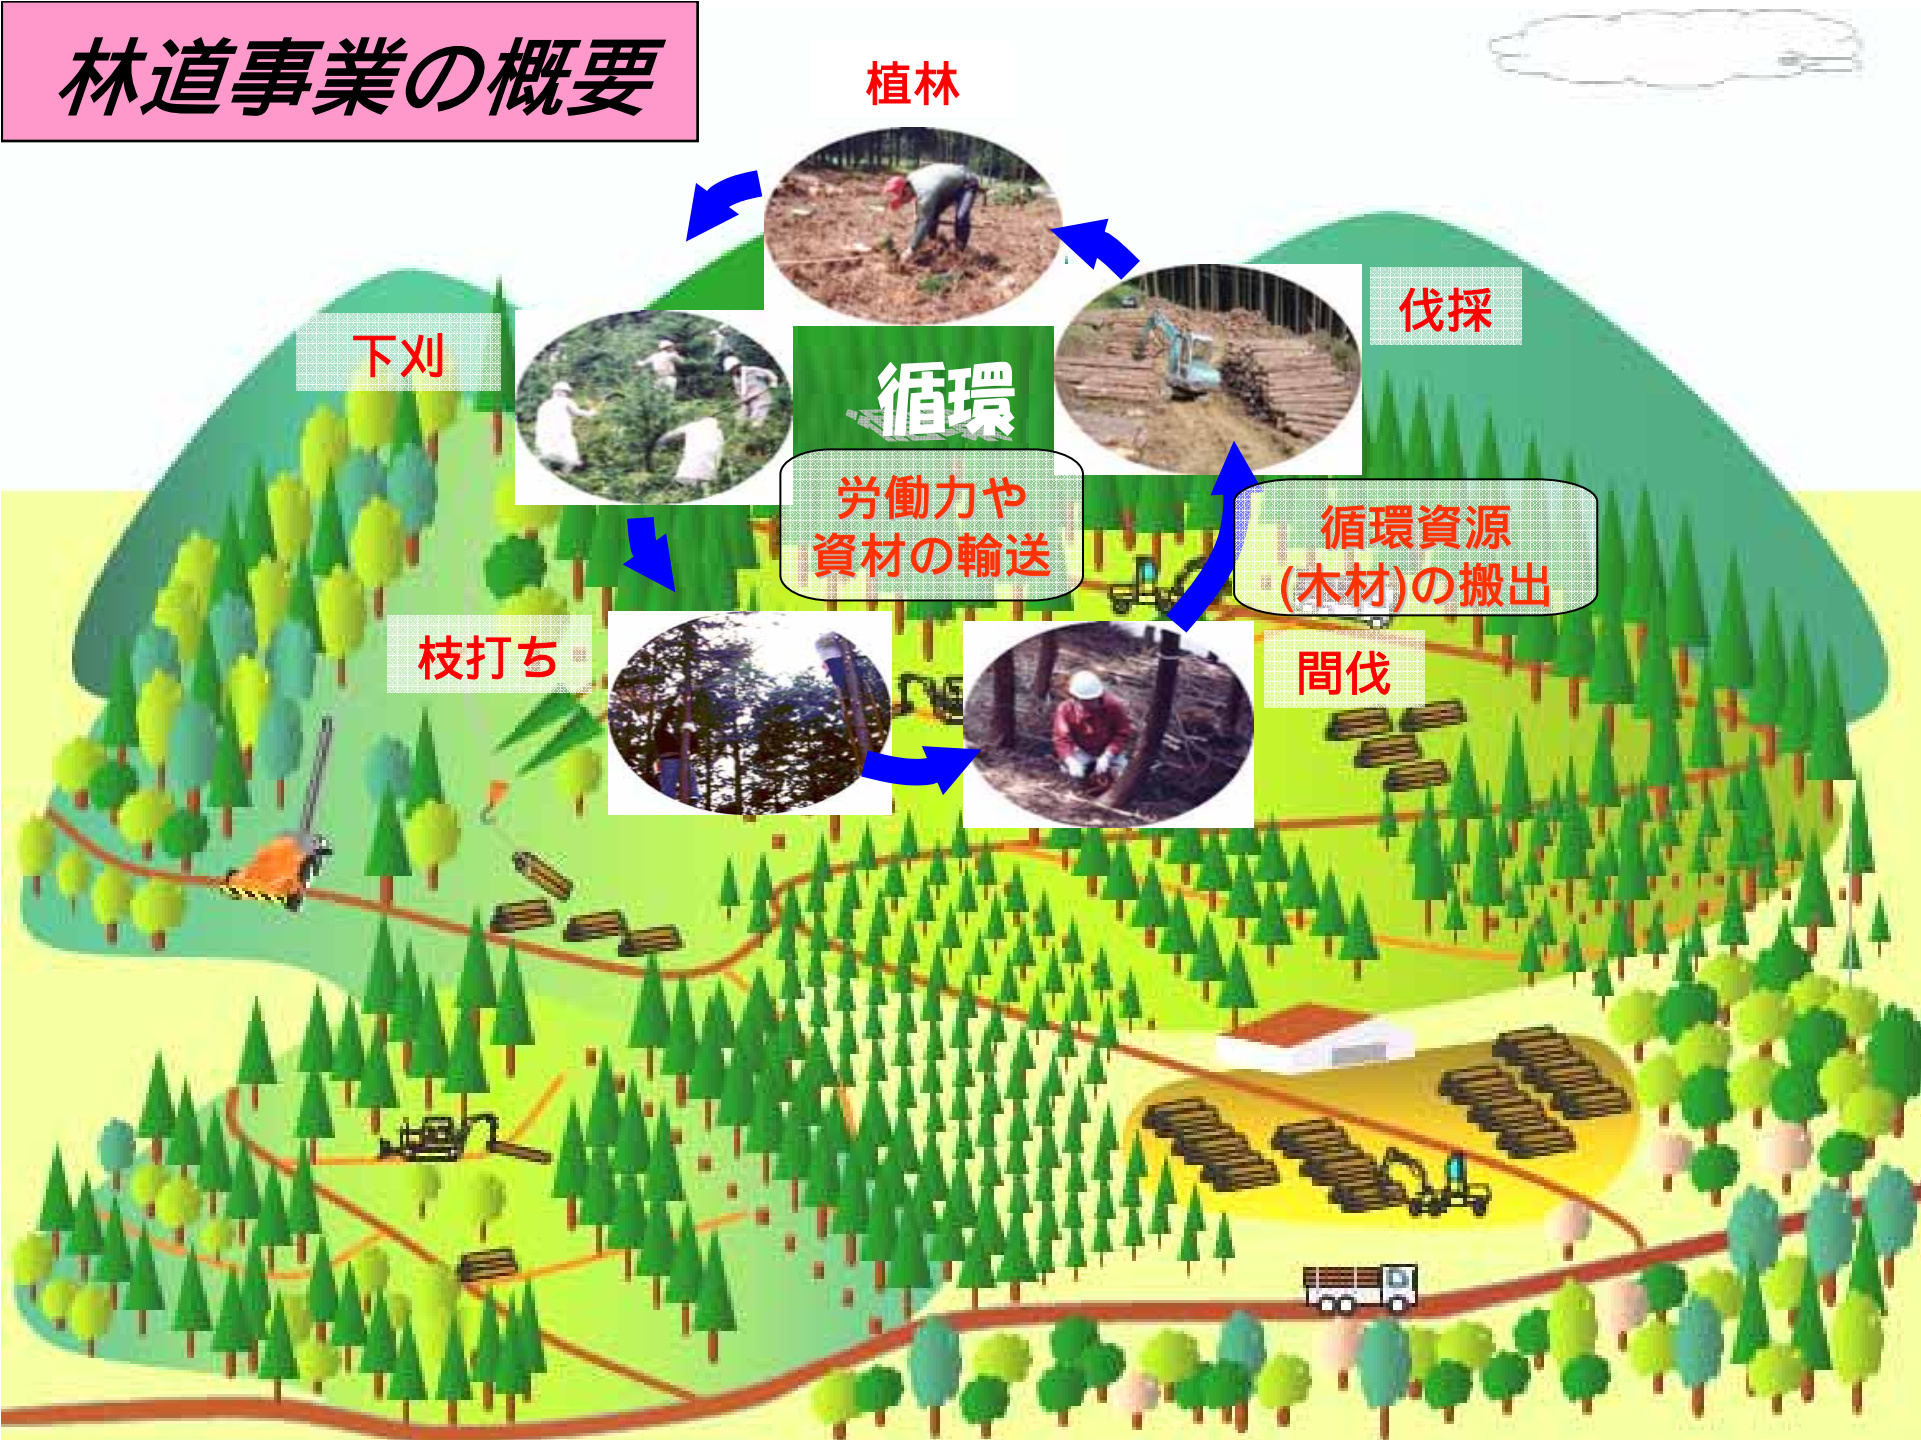 林道事業の概要
植林
伐採
下刈
循環
労働力や
資材の輸送
循環資源
(木材)の搬出
枝打ち
間伐